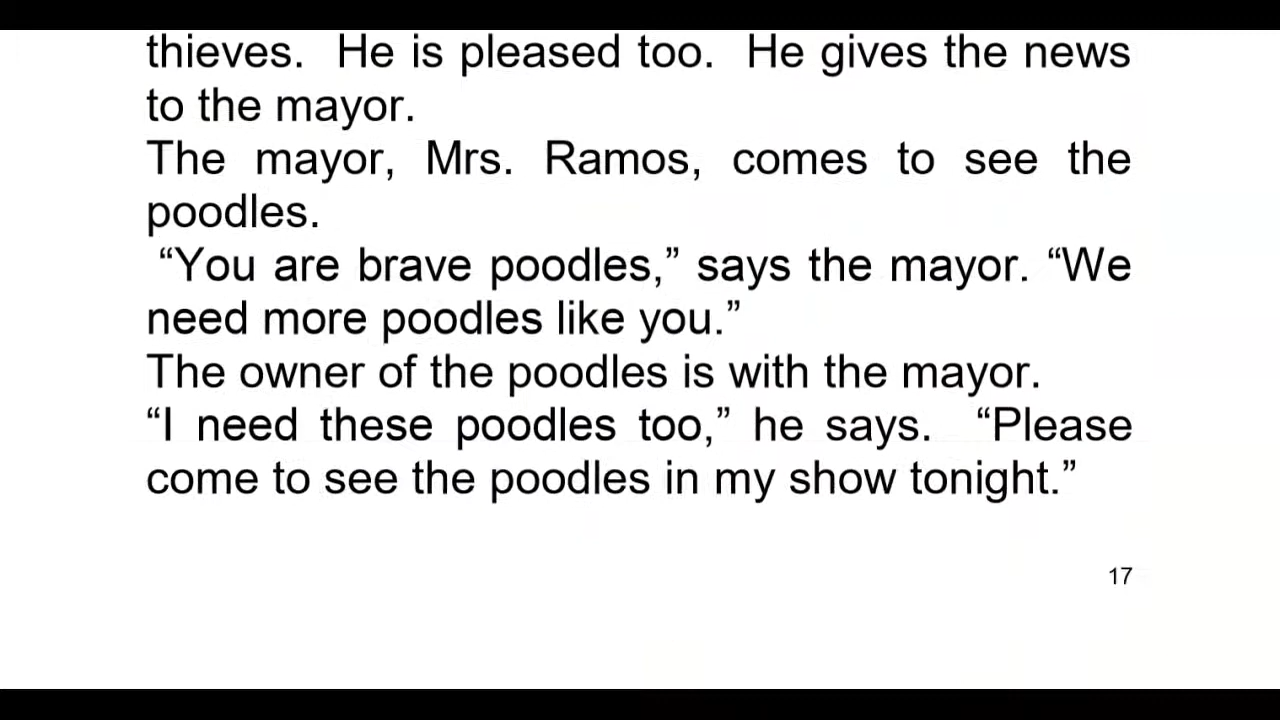 thieves.  He is pleased too.  He gives the news
to the mayor.
The mayor, Mrs. Ramos, comes to see the
poodles.
“You are brave poodles,” says the mayor. “We
need more poodles like you.”
The owner of the poodles is with the mayor.
“I need these poodles too,” he says.  “Please
come to see the poodles in my show tonight.”
17